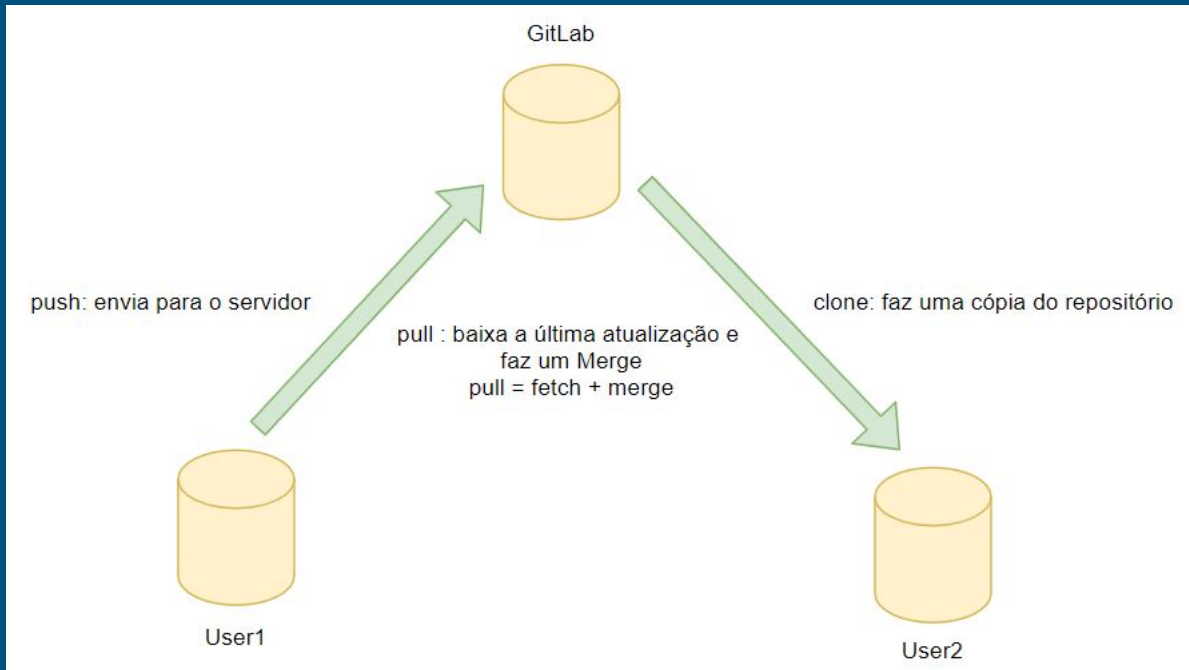 GitLab
push: envia para o servidor
clone: faz uma cópia do repositório
pull : baixa a última atualização e
faz um Merge
pull = fetch + merge
User1
User2